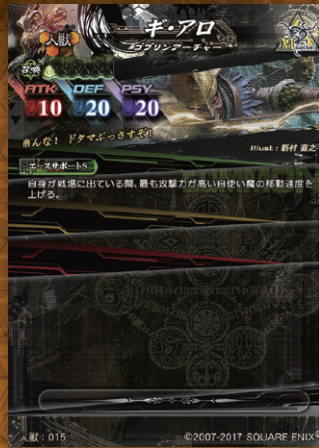 人獣
ギ・アロ
ゴブリンアーチャー
召喚
ATK DEF PSY
10 20 20
来んな! ドタマぶっさすぞ!
Illust:新村 直之
エースサポートS
自身が戦場に出ている間、最も攻撃力が高い自使い魔の移動速度を
上げる。
人獣:015 ©2007-2017 SQUARE ENIX